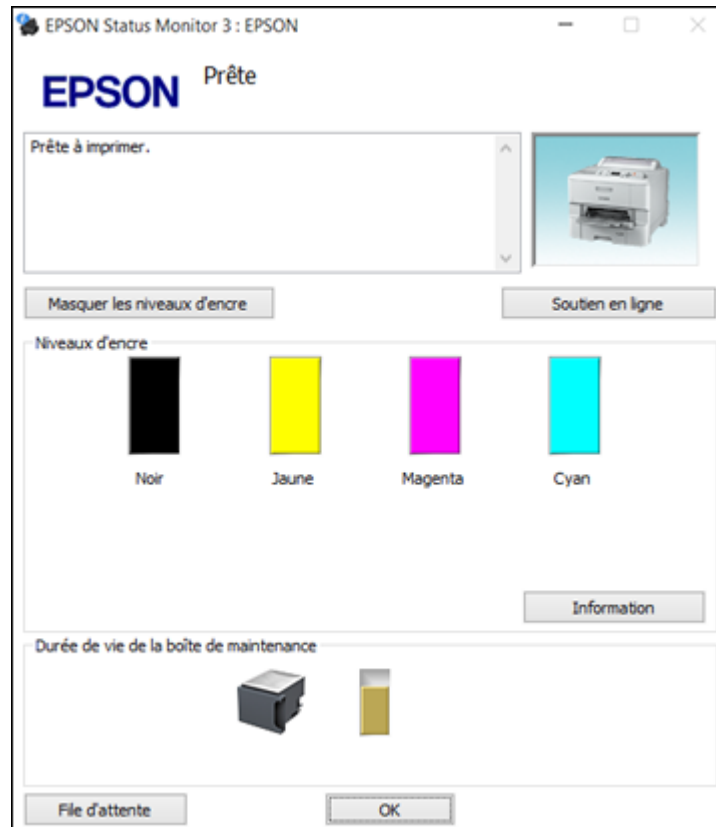 EPSON Status Monitor 3 : EPSON
EPSON
Prête
Prête à imprimer.
Masquer les niveaux d'encre
Soutien en ligne
Niveaux d'encre
Noir
Jaune
Magenta
Cyan
Information
Durée de vie de la boîte de maintenance
File d'attente
OK